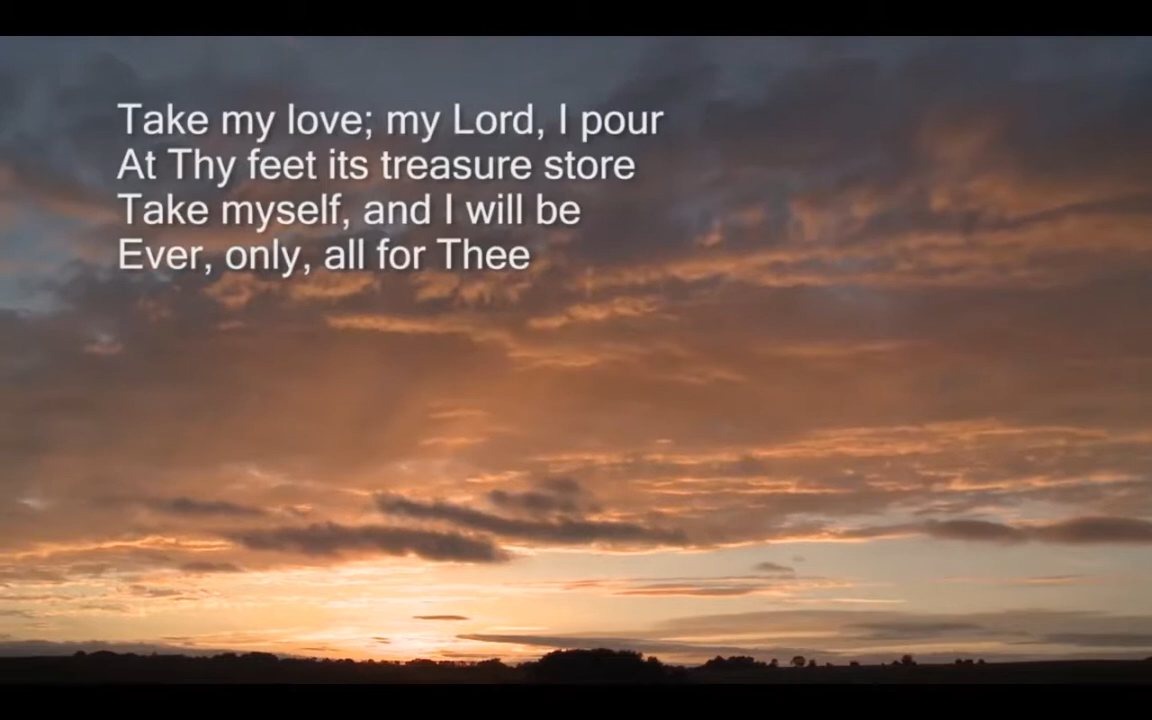 Take my love; my Lord, I pour
At Thy feet its treasure store
Take myself, and I will be
Ever, only, all for Thee